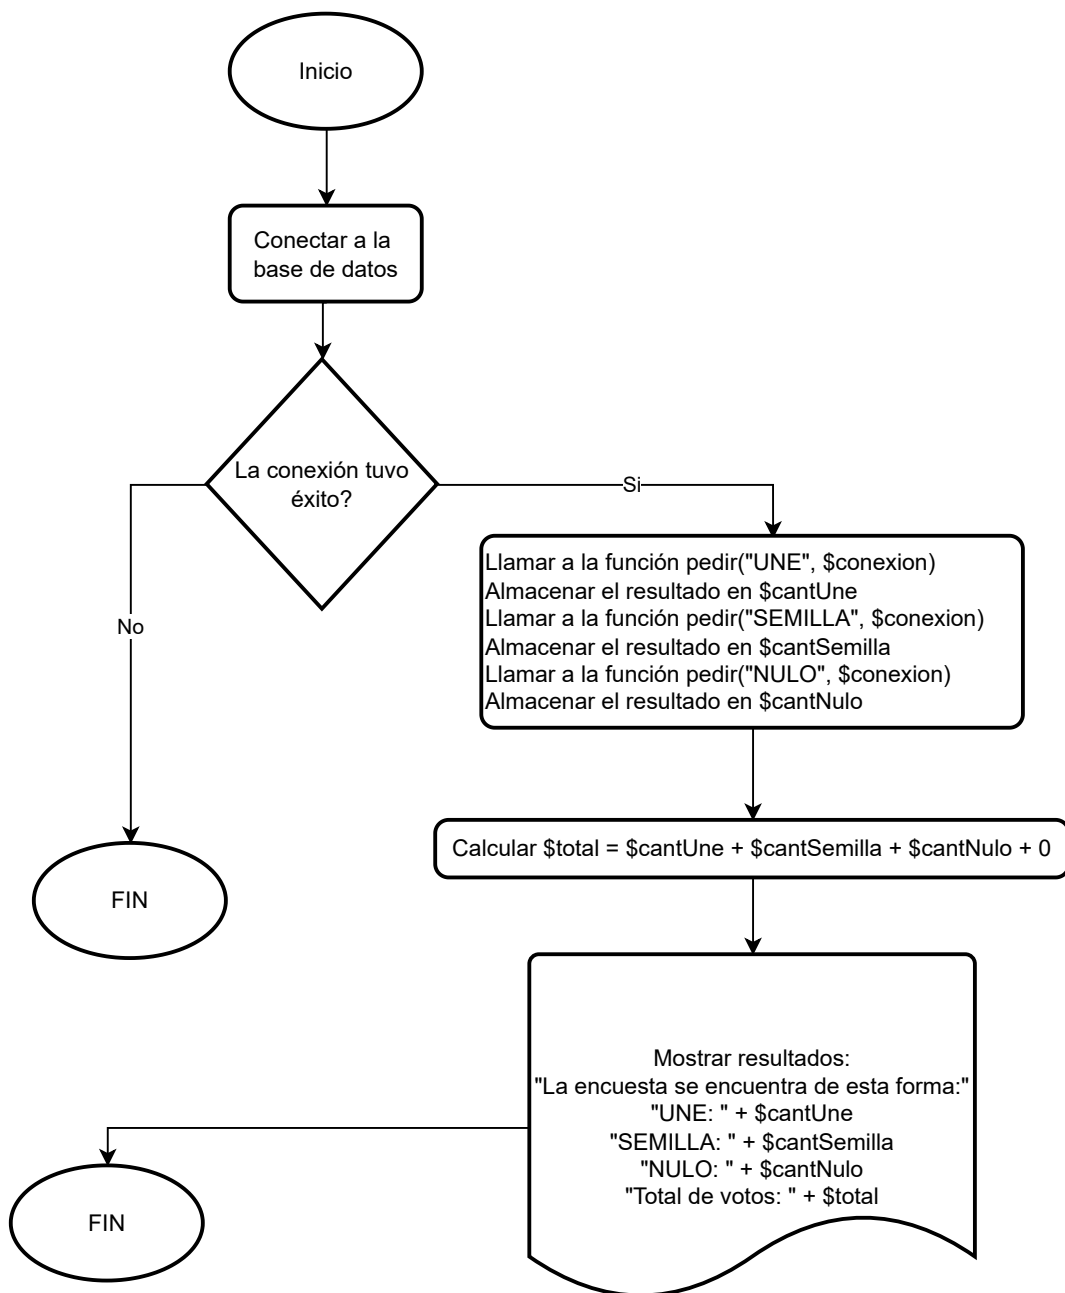 Inicio
Conectar a la
base de datos
La conexión tuvo
éxito?
Si
No
Llamar a la función pedir("UNE", $conexion)
Almacenar el resultado en $cantUne
Llamar a la función pedir("SEMILLA", $conexion)
Almacenar el resultado en $cantSemilla
Llamar a la función pedir("NULO", $conexion)
Almacenar el resultado en $cantNulo
Calcular $total = $cantUne + $cantSemilla + $cantNulo + 0
FIN
Mostrar resultados:
"La encuesta se encuentra de esta forma:"
"UNE: " + $cantUne
"SEMILLA: " + $cantSemilla
"NULO: " + $cantNulo
"Total de votos: " + $total
FIN